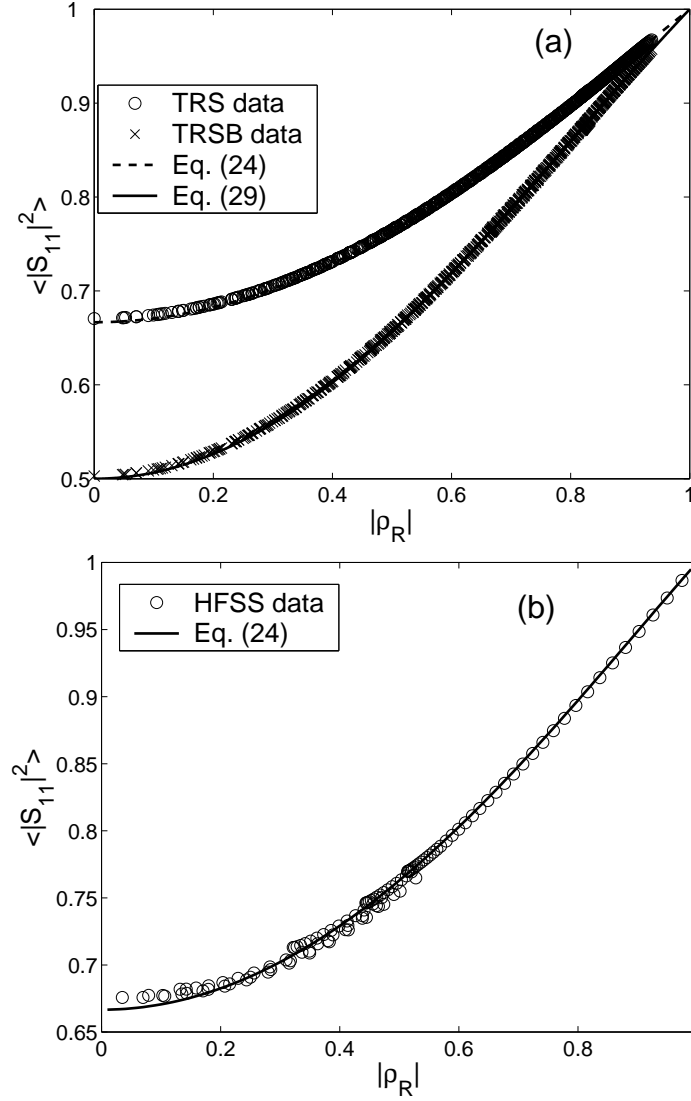 1
(a)
0.9
TRS data
TRSB data
Eq. (24)
Eq. (29)
0.8
<|S₁₁|²>
0.7
0.6
0.5
0 0.2 0.4 0.6 0.8 1
|ρ_R|
1
HFSS data
Eq. (24)
(b)
0.95
0.9
0.85
<|S₁₁|²>
0.8
0.75
0.7
0.65
0 0.2 0.4 0.6 0.8
|ρ_R|